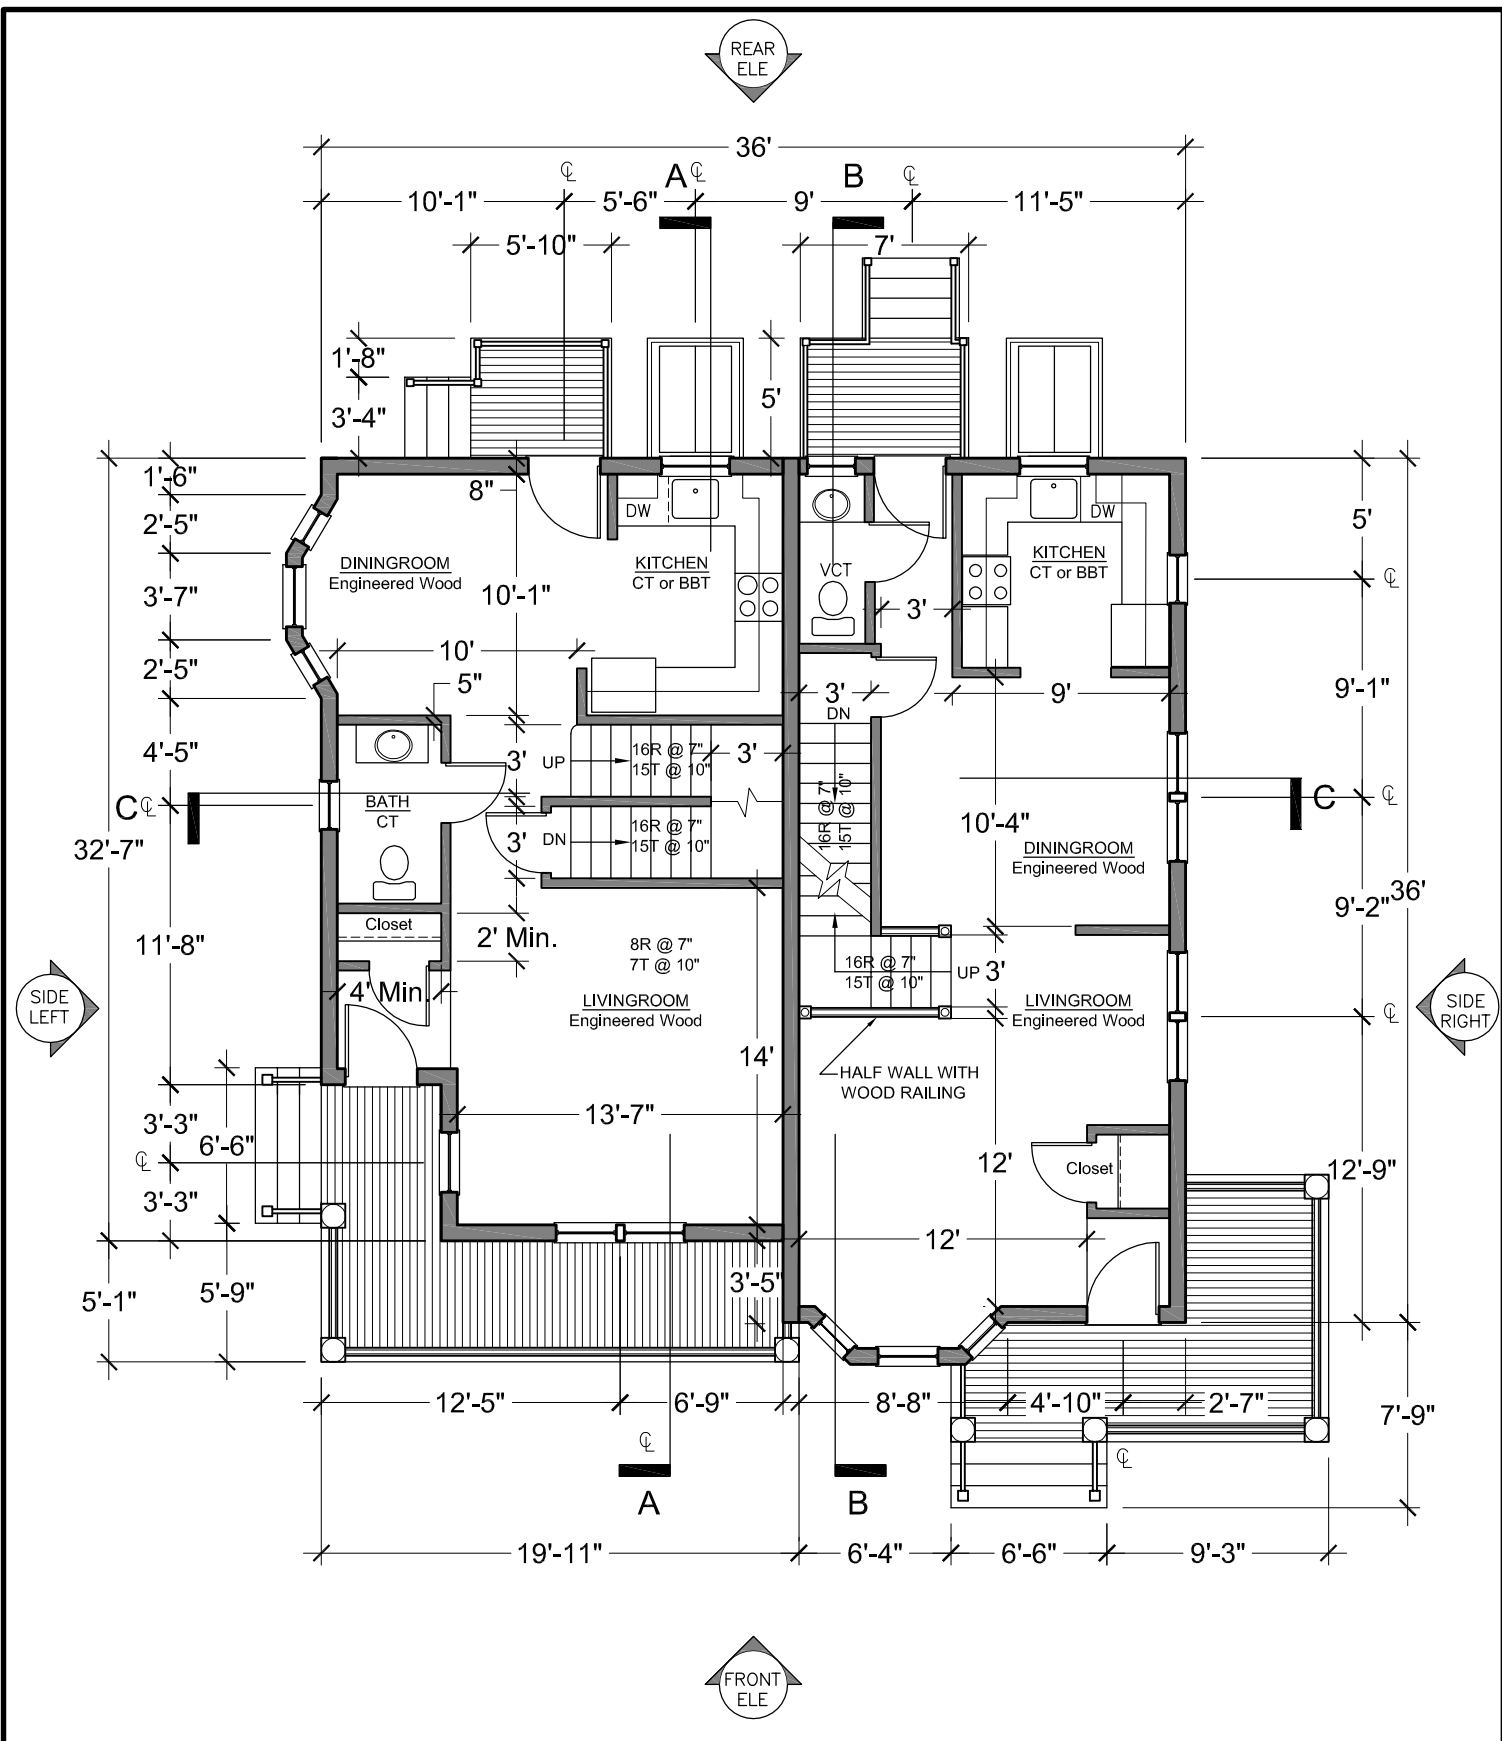 REAR
ELE
36'
A ℄
B
℄
℄
10'-1"
5'-6"
9'
11'-5"
5'-10"
7'
1'-8"
3'-4"
5'
1'-6"
2'-5"
3'-7"
2'-5"
4'-5"
8"
DW
DW
DININGROOM
Engineered Wood
KITCHEN
CT or BBT
VCT
KITCHEN
CT or BBT
5'
℄
10'-1"
3'
10'
5"
3'
DN
9'
9'-1"
3'
UP
16R @ 7"
15T @ 10"
3'
16R @ 7"
15T @ 10"
C ℄
BATH
CT
℄
C
32'-7"
3'
DN
16R @ 7"
15T @ 10"
10'-4"
DININGROOM
Engineered Wood
9'-2"
36'
11'-8"
Closet
2' Min.
8R @ 7"
7T @ 10"
16R @ 7"
15T @ 10"
UP
3'
SIDE
LEFT
4' Min.
LIVINGROOM
Engineered Wood
LIVINGROOM
Engineered Wood
℄
SIDE
RIGHT
14'
HALF WALL WITH
WOOD RAILING
3'-3"
6'-6"
13'-7"
℄
12'
Closet
12'-9"
3'-3"
12'
5'-1"
5'-9"
3'-5"
12'-5"
6'-9"
8'-8"
4'-10"
2'-7"
7'-9"
℄
℄
A
B
19'-11"
6'-4"
6'-6"
9'-3"
FRONT
ELE